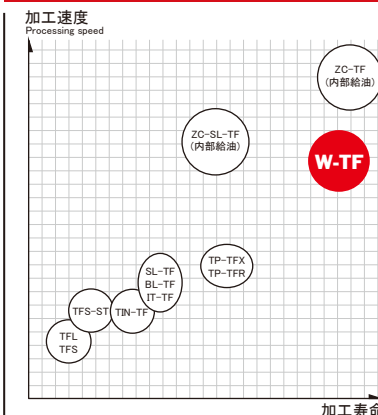 加工速度
Processing speed
ZC-TF
(内部給油)
ZC-SL-TF
(内部給油)
W-TF
TP-TFX
TP-TFR
SL-TF
BL-TF
IT-TF
TFS-ST
TIN-TF
TFL
TFS
加工寿命